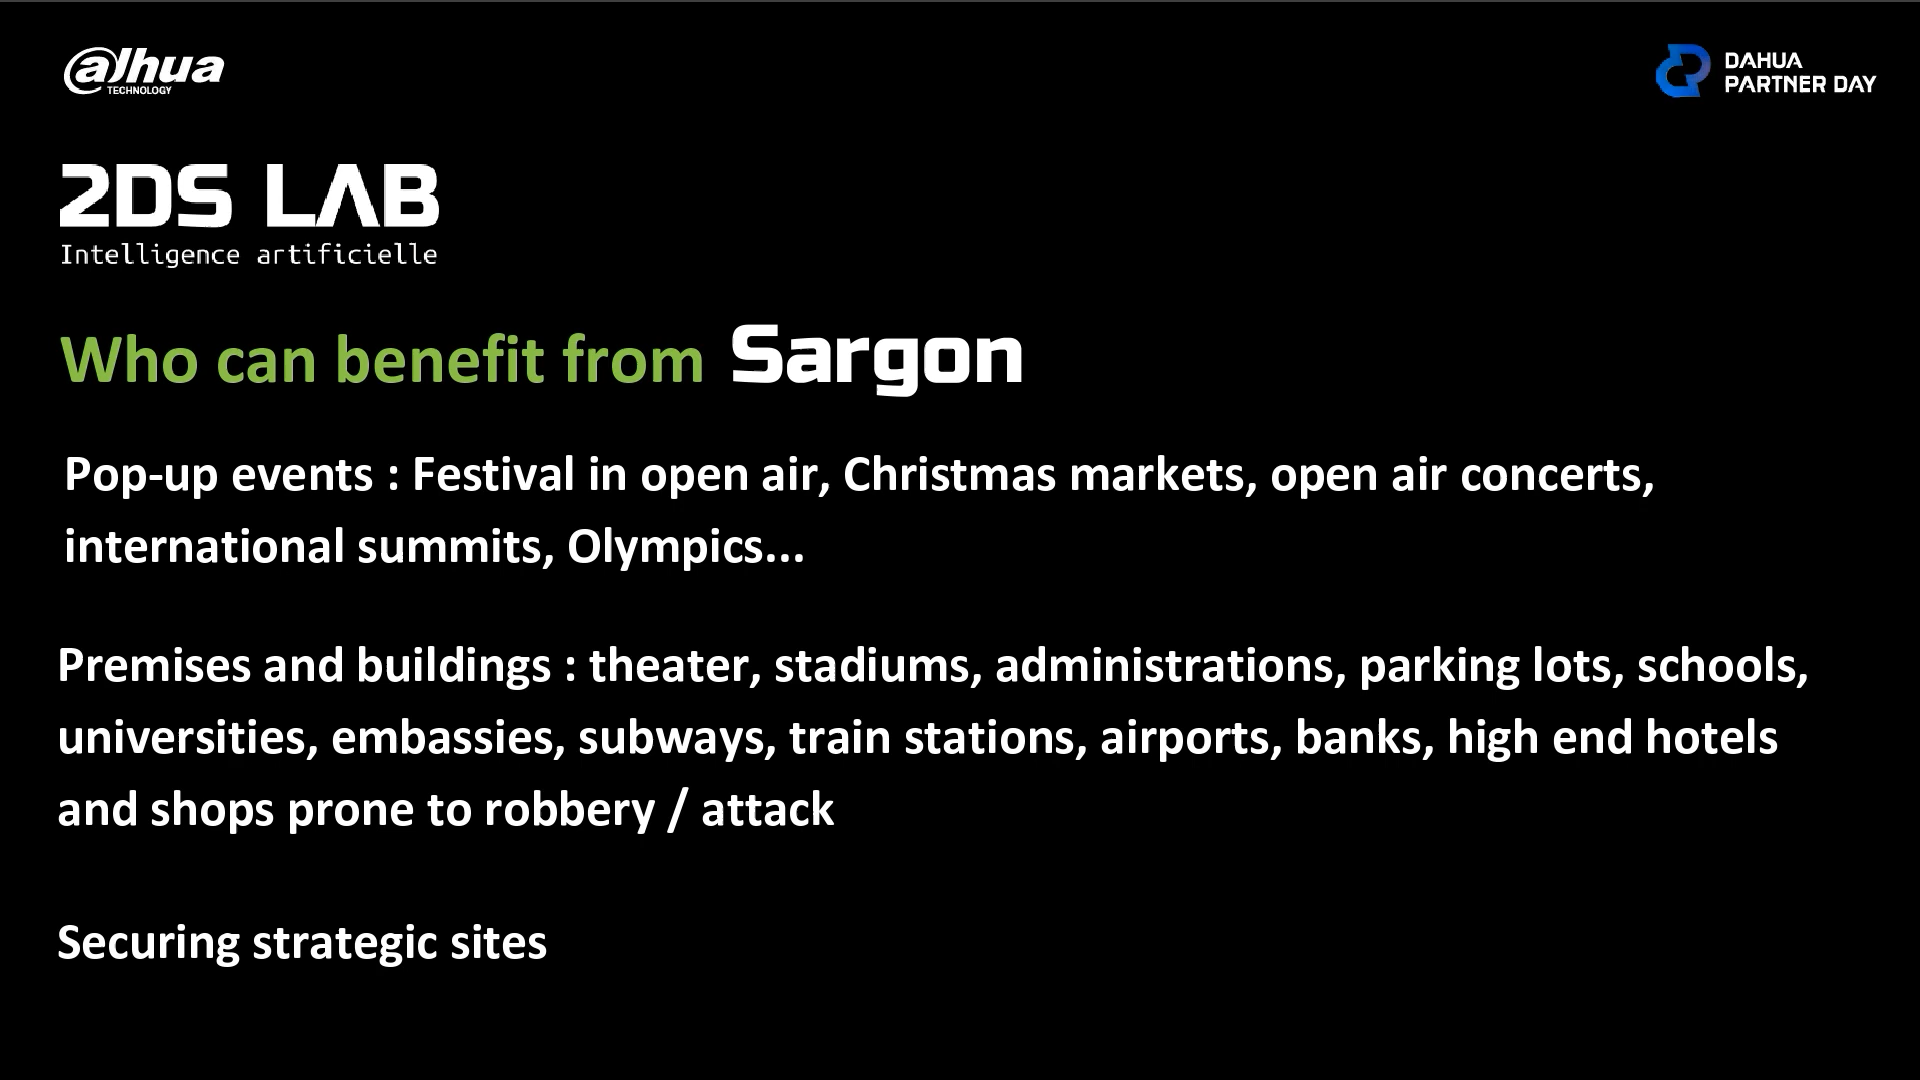 alhua
TECHNOLOGY
DAHUA
PARTNER DAY
2DS LAB
Intelligence artificielle
Who can benefit from Sargon
Pop-up events : Festival in open air, Christmas markets, open air concerts,
international summits, Olympics...
Premises and buildings : theater, stadiums, administrations, parking lots, schools,
universities, embassies, subways, train stations, airports, banks, high end hotels
and shops prone to robbery / attack
Securing strategic sites